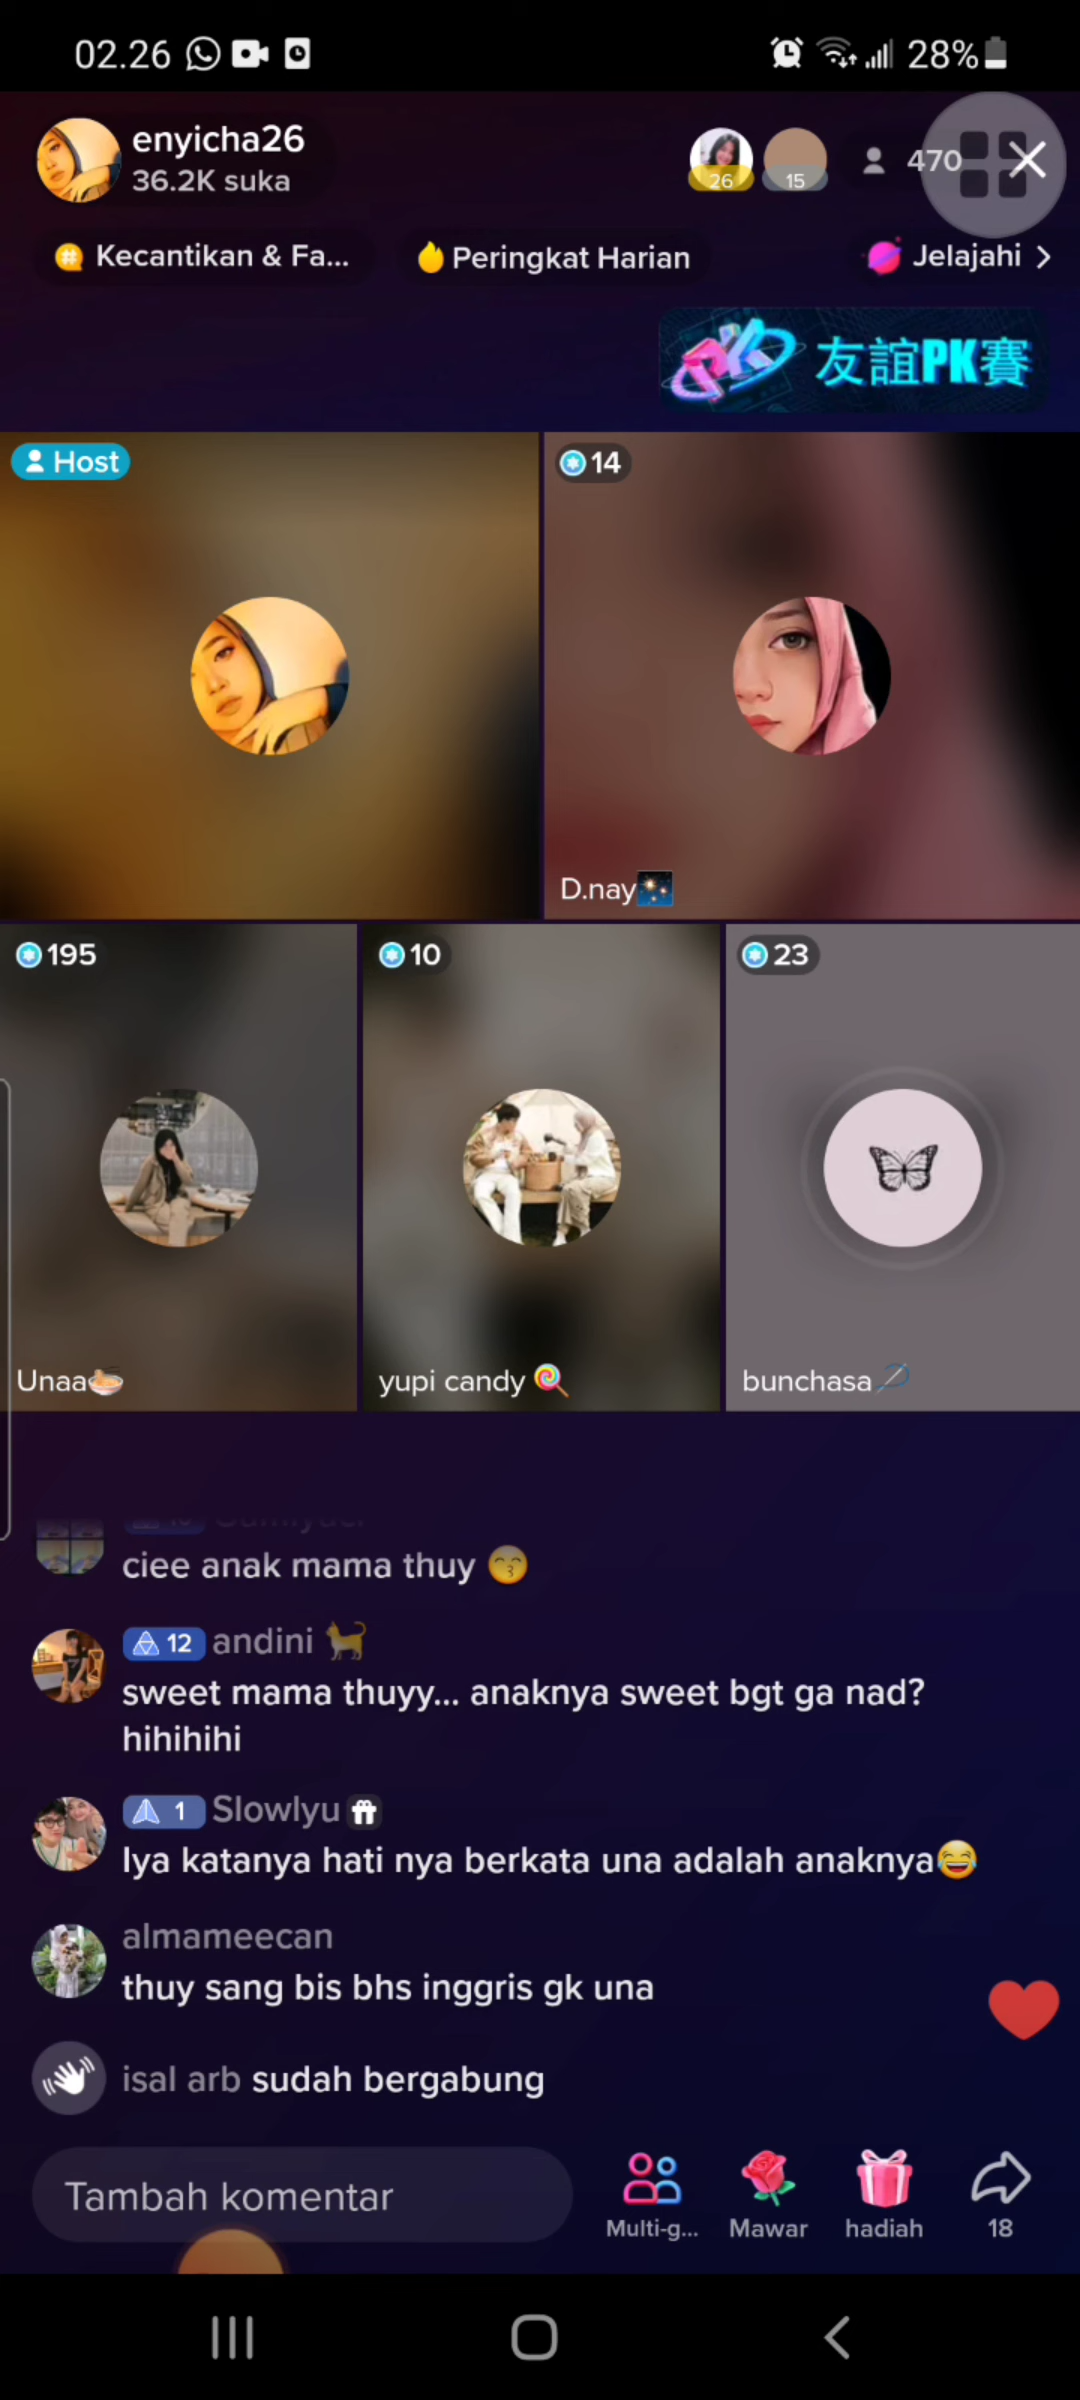 02.26
28%
enyicha26
36.2K suka
26
15
470
Kecantikan & Fa...
Peringkat Harian
Jelajahi >
友誼PK賽
Host
14
D.nay
195
10
23
Unaa
yupi candy
bunchasa
ciee anak mama thuy 😙
12 andini 🐈
sweet mama thuyy... anaknya sweet bgt ga nad?
hihihihi
1 Slowlyu
Iya katanya hati nya berkata una adalah anaknya😂
almameecan
thuy sang bis bhs inggris gk una
isal arb sudah bergabung
Tambah komentar
Multi-g...
Mawar
hadiah
18